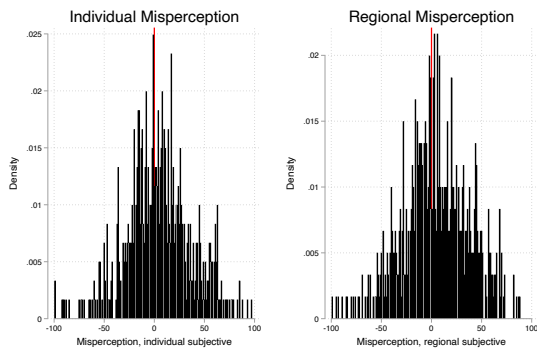 Individual Misperception
.025
.02
.015
.01
.005
0
Density
-100 -50 0 50 100
Misperception, individual subjective
Regional Misperception
.02
.015
.01
.005
0
Density
-100 -50 0 50 100
Misperception, regional subjective